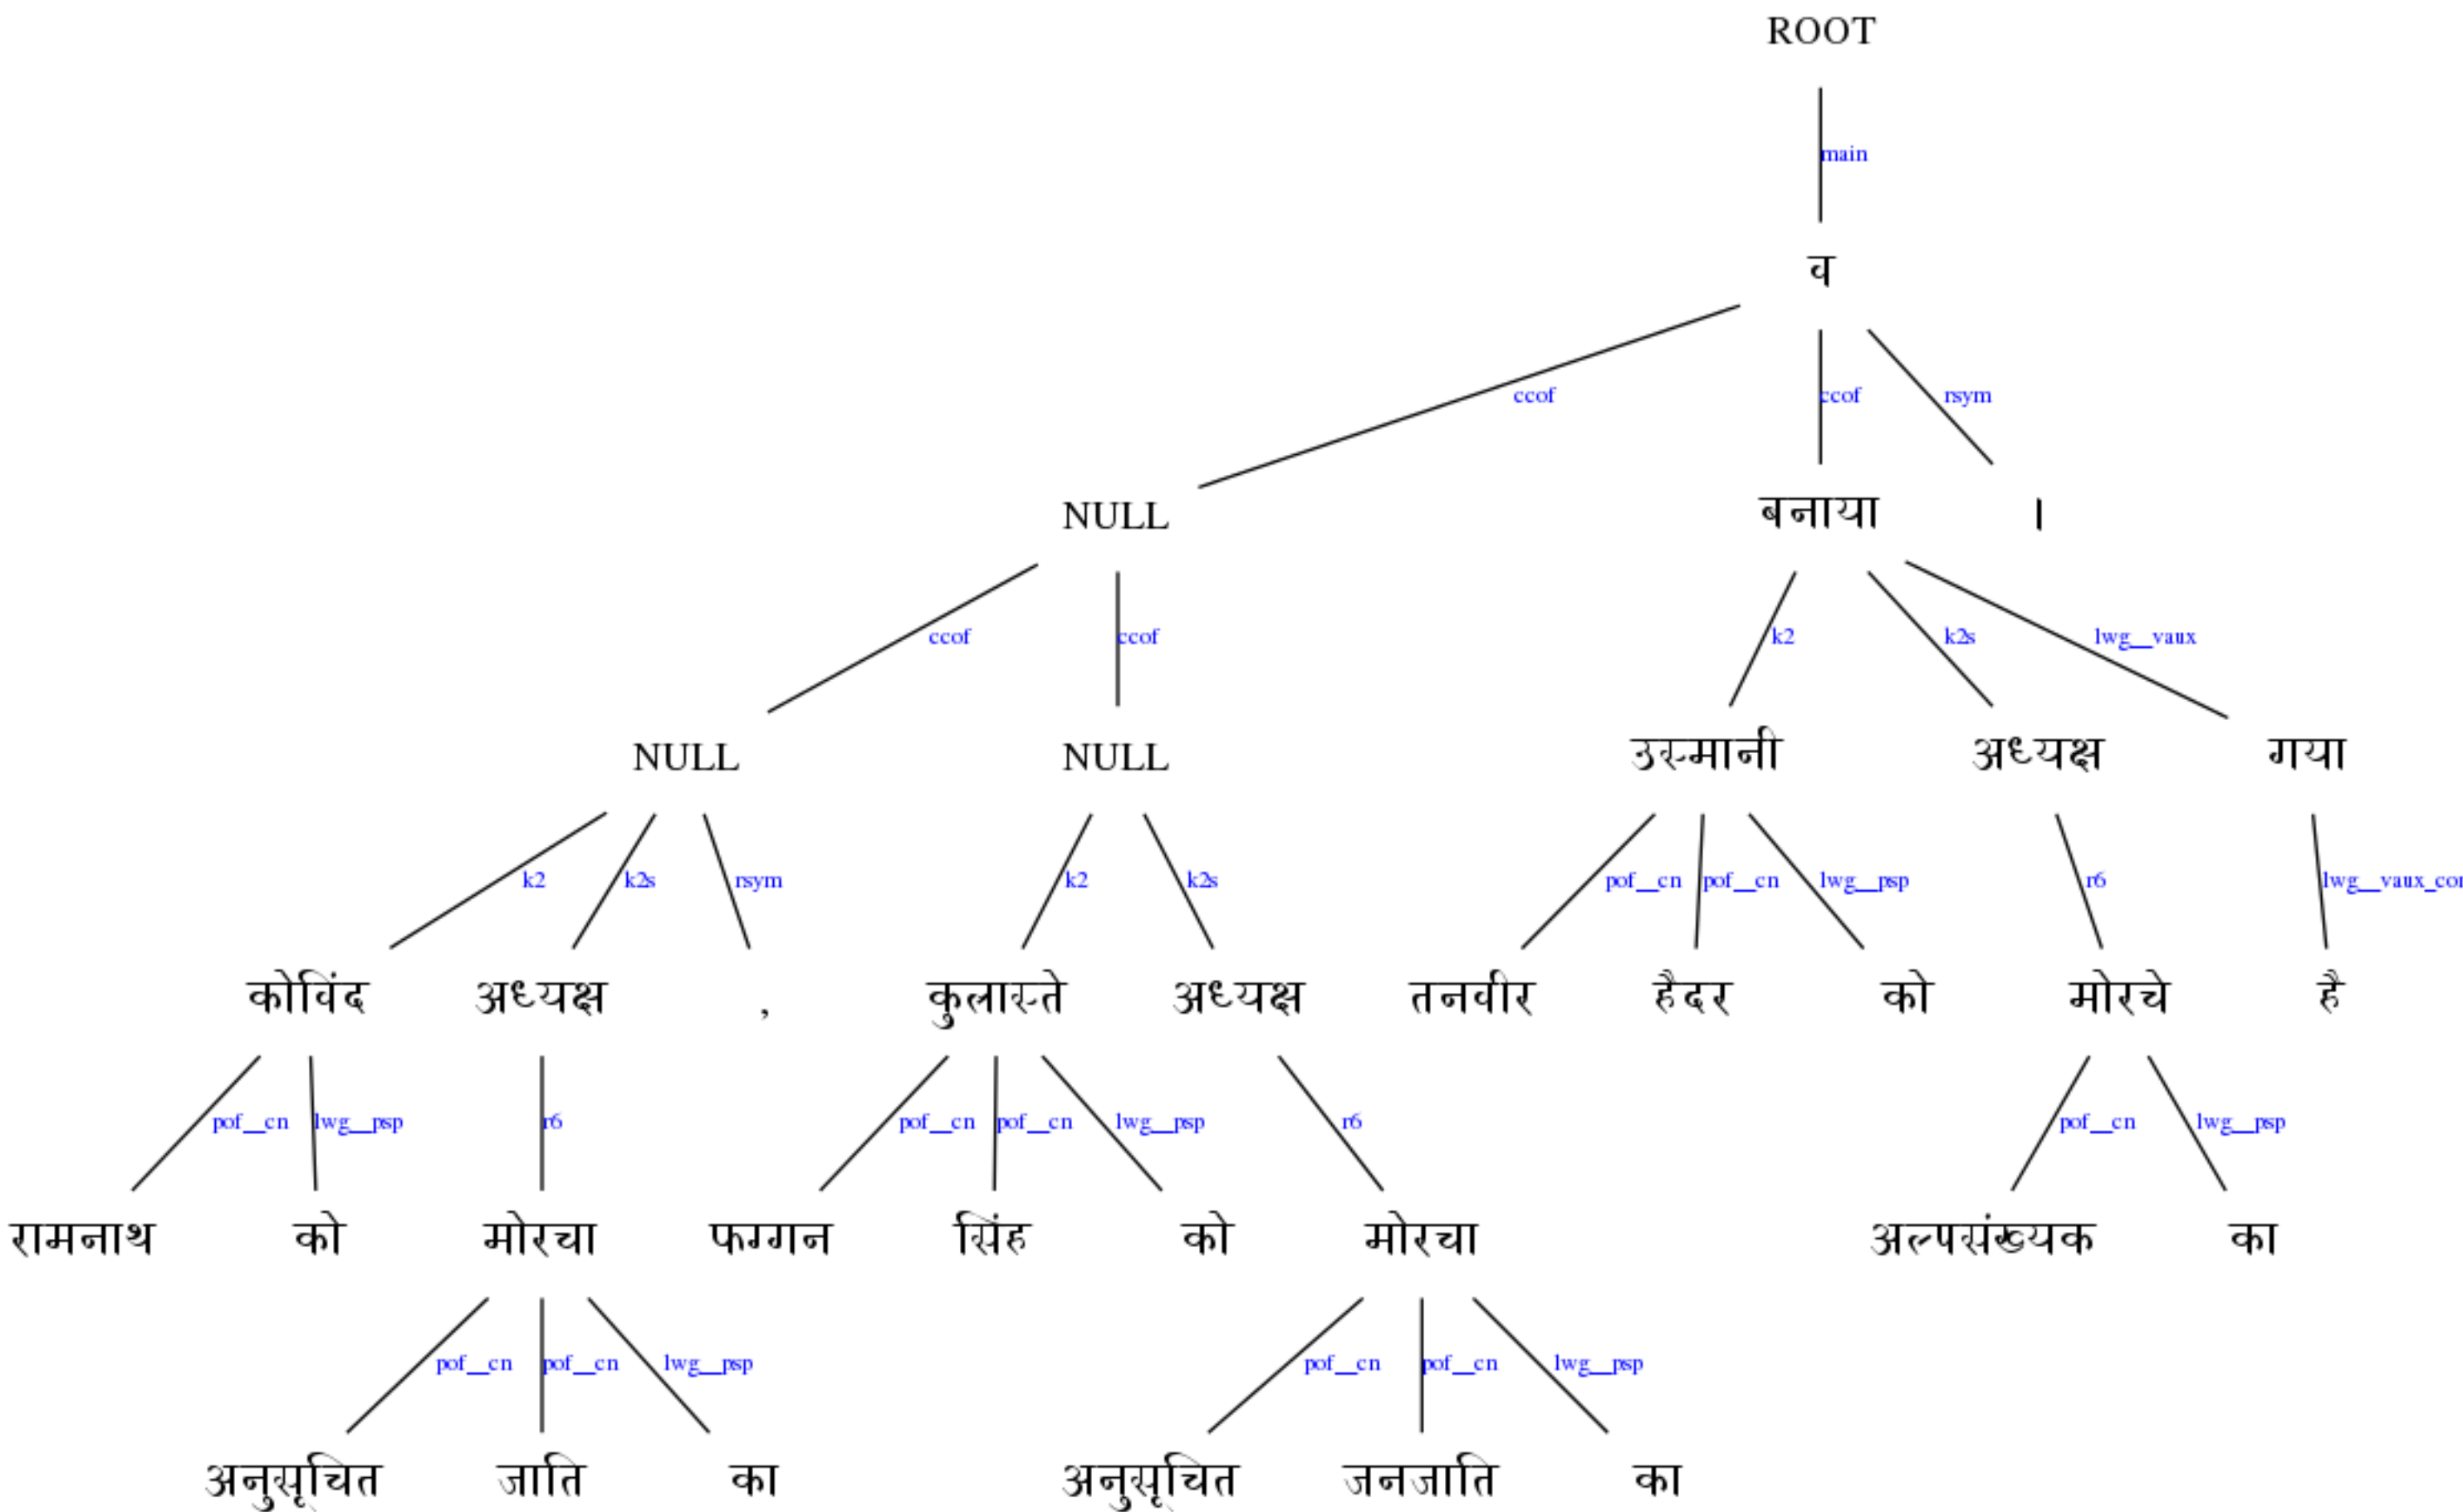 ROOT
main
व
ccof ccof rsym
NULL बनाया ।
ccof ccof k2 k2s lwg__vaux
NULL NULL उस्मानी अध्यक्ष गया
k2 k2s rsym k2 k2s pof__cn pof__cn lwg__psp r6 lwg__vaux_con
कोविंद अध्यक्ष , कुलास्ते अध्यक्ष तनवीर हैदर को मोरचे है
pof__cn lwg__psp r6 pof__cn pof__cn lwg__psp r6 pof__cn lwg__psp
रामनाथ को मोरचा फग्गन सिंह को मोरचा अल्पसंख्यक का
pof__cn pof__cn lwg__psp pof__cn pof__cn lwg__psp
अनुसूचित जाति का अनुसूचित जनजाति का